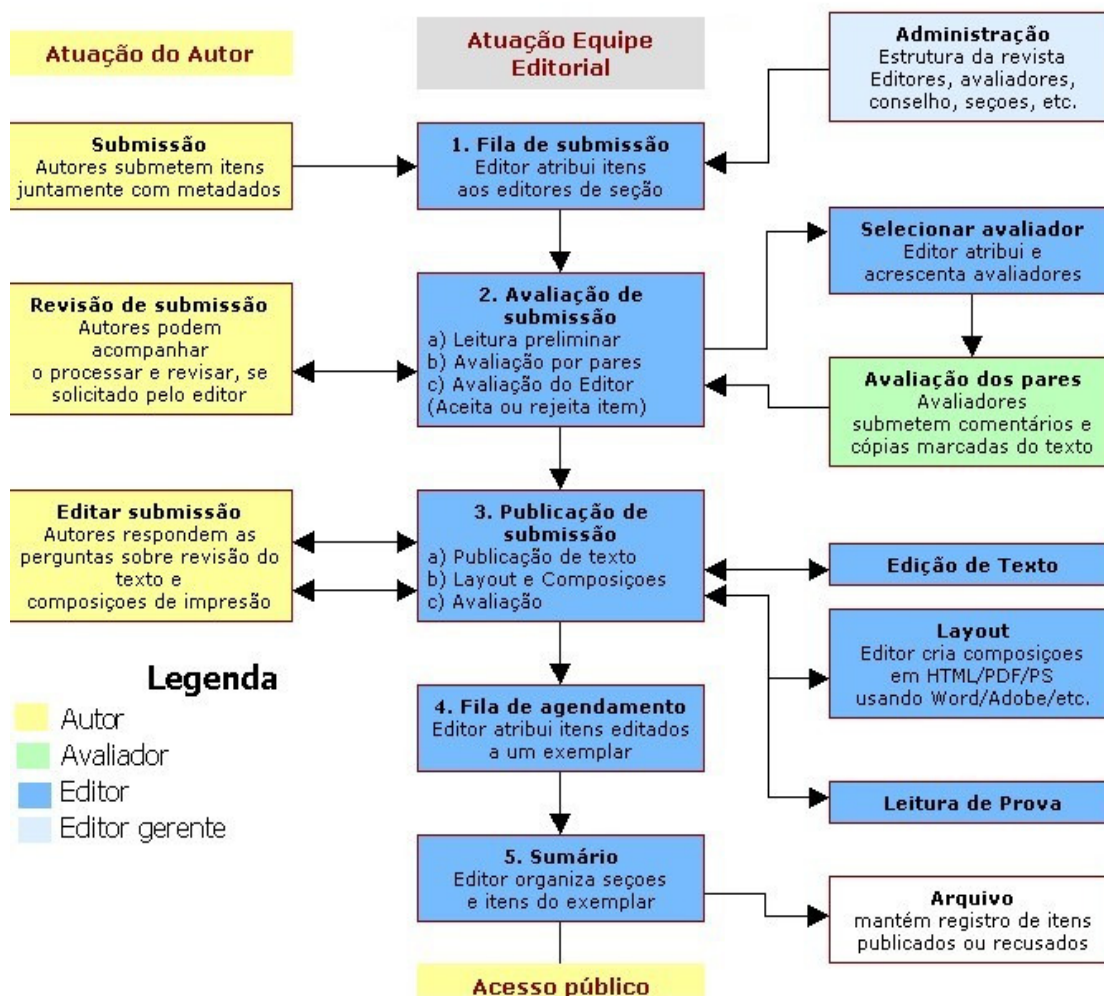 Atuação do Autor
Atuação Equipe
Editorial
Administração
Estrutura da revista
Editores, avaliadores,
conselho, seções, etc.
Submissão
Autores submetem itens
juntamente com metadados
1. Fila de submissão
Editor atribui itens
aos editores de seção
Selecionar avaliador
Editor atribui e
acrescenta avaliadores
Revisão de submissão
Autores podem
acompanhar
o processar e revisar, se
solicitado pelo editor
2. Avaliação de
submissão
a) Leitura preliminar
b) Avaliação por pares
c) Avaliação do Editor
(Aceita ou rejeita item)
Avaliação dos pares
Avaliadores
submetem comentários e
cópias marcadas do texto
Editar submissão
Autores respondem as
perguntas sobre revisão do
texto e
composiçoes de impresão
3. Publicação de
submissão
a) Publicação de texto
b) Layout e Composiçoes
c) Avaliação
Edição de Texto
Layout
Editor cria composiçoes
em HTML/PDF/PS
usando Word/Adobe/etc.
Legenda
Autor
Avaliador
Editor
Editor gerente
4. Fila de agendamento
Editor atribui itens editados
a um exemplar
Leitura de Prova
5. Sumário
Editor organiza seçoes
e itens do exemplar
Arquivo
mantém registro de itens
publicados ou recusados
Acesso público